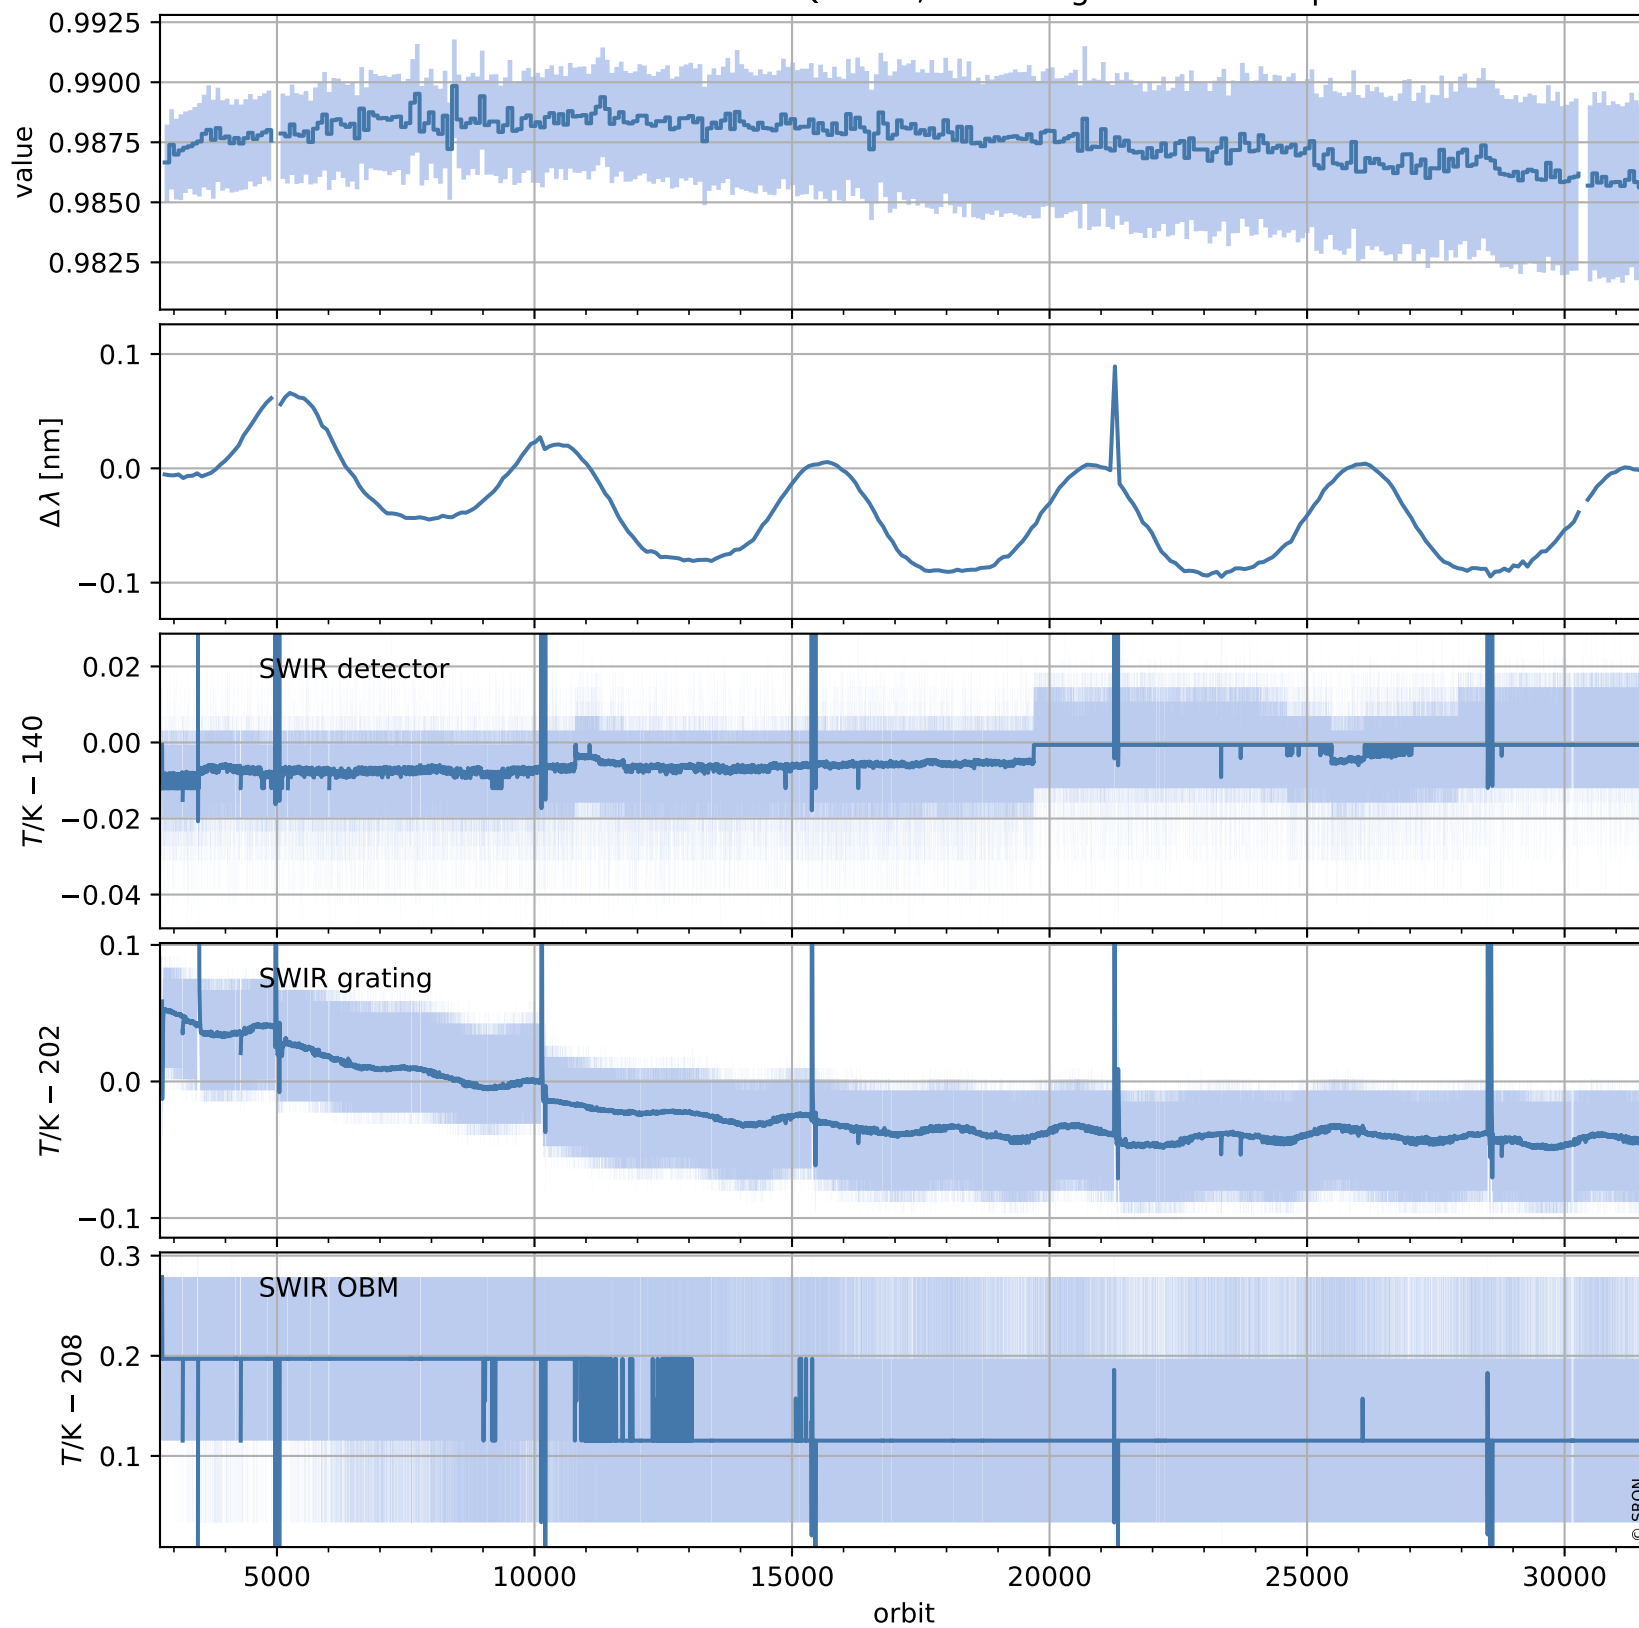 0.9925
0.9900
0.9875
0.9850
0.9825
value
0.1
0.0
−0.1
Δλ [nm]
SWIR detector
0.02
0.00
−0.02
−0.04
T/K − 140
SWIR grating
0.1
0.0
−0.1
T/K − 202
SWIR OBM
0.3
0.2
0.1
T/K − 208
© SRON
5000 10000 15000 20000 25000 30000
orbit